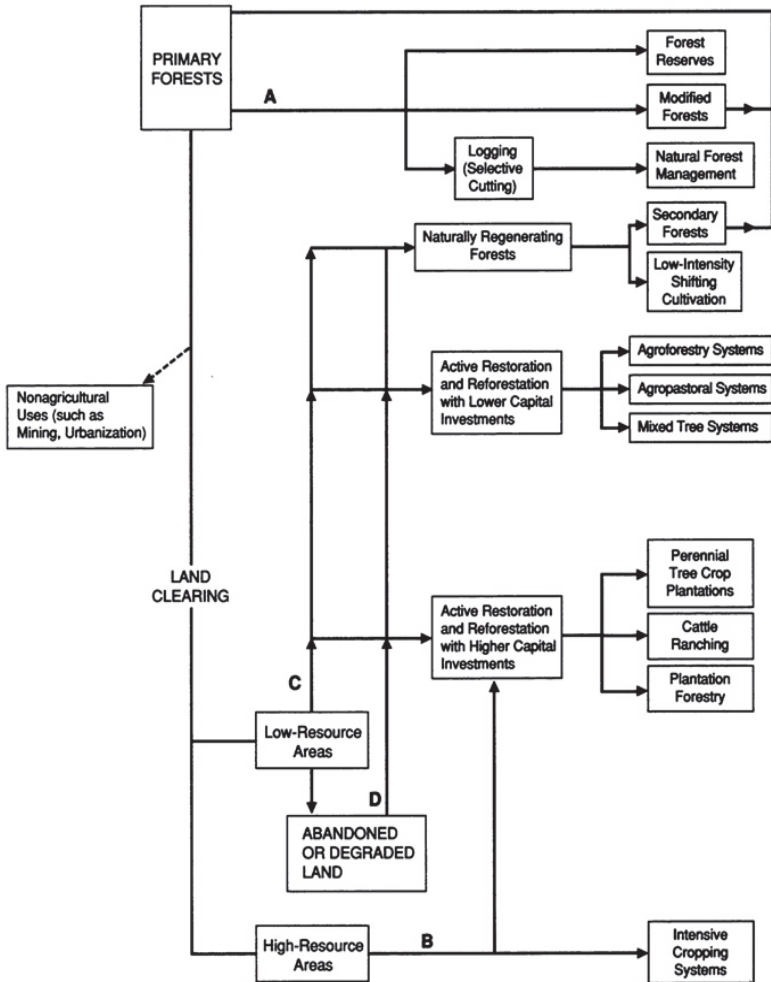 PRIMARY
FORESTS
A
Forest
Reserves
Modified
Forests
Logging
(Selective
Cutting)
Natural Forest
Management
Naturally Regenerating
Forests
Secondary
Forests
Low-Intensity
Shifting
Cultivation
Nonagricultural
Uses (such as
Mining, Urbanization)
Active Restoration
and Reforestation
with Lower Capital
Investments
Agroforestry Systems
Agropastoral Systems
Mixed Tree Systems
LAND
CLEARING
Active Restoration
and Reforestation
with Higher Capital
Investments
Perennial
Tree Crop
Plantations
Cattle
Ranching
Plantation
Forestry
C
Low-Resource
Areas
D
ABANDONED
OR DEGRADED
LAND
High-Resource
Areas
B
Intensive
Cropping
Systems